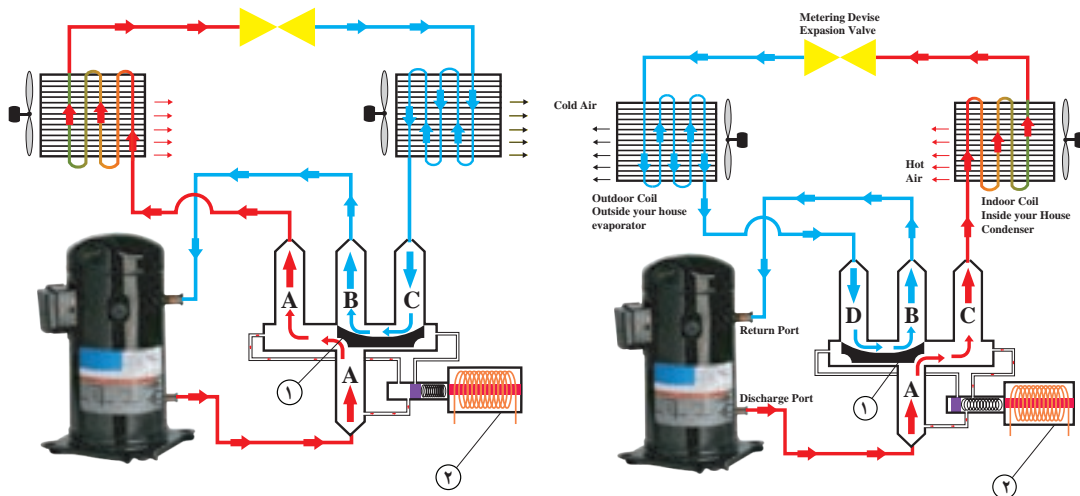 A
B
C
A
١
٢
Metering Devise
Expasion Valve
Cold Air
Hot
Air
Outdoor Coil
Outside your house
evaporator
Indoor Coil
Inside your House
Condenser
D
B
C
A
Return Port
Discharge Port
١
٢